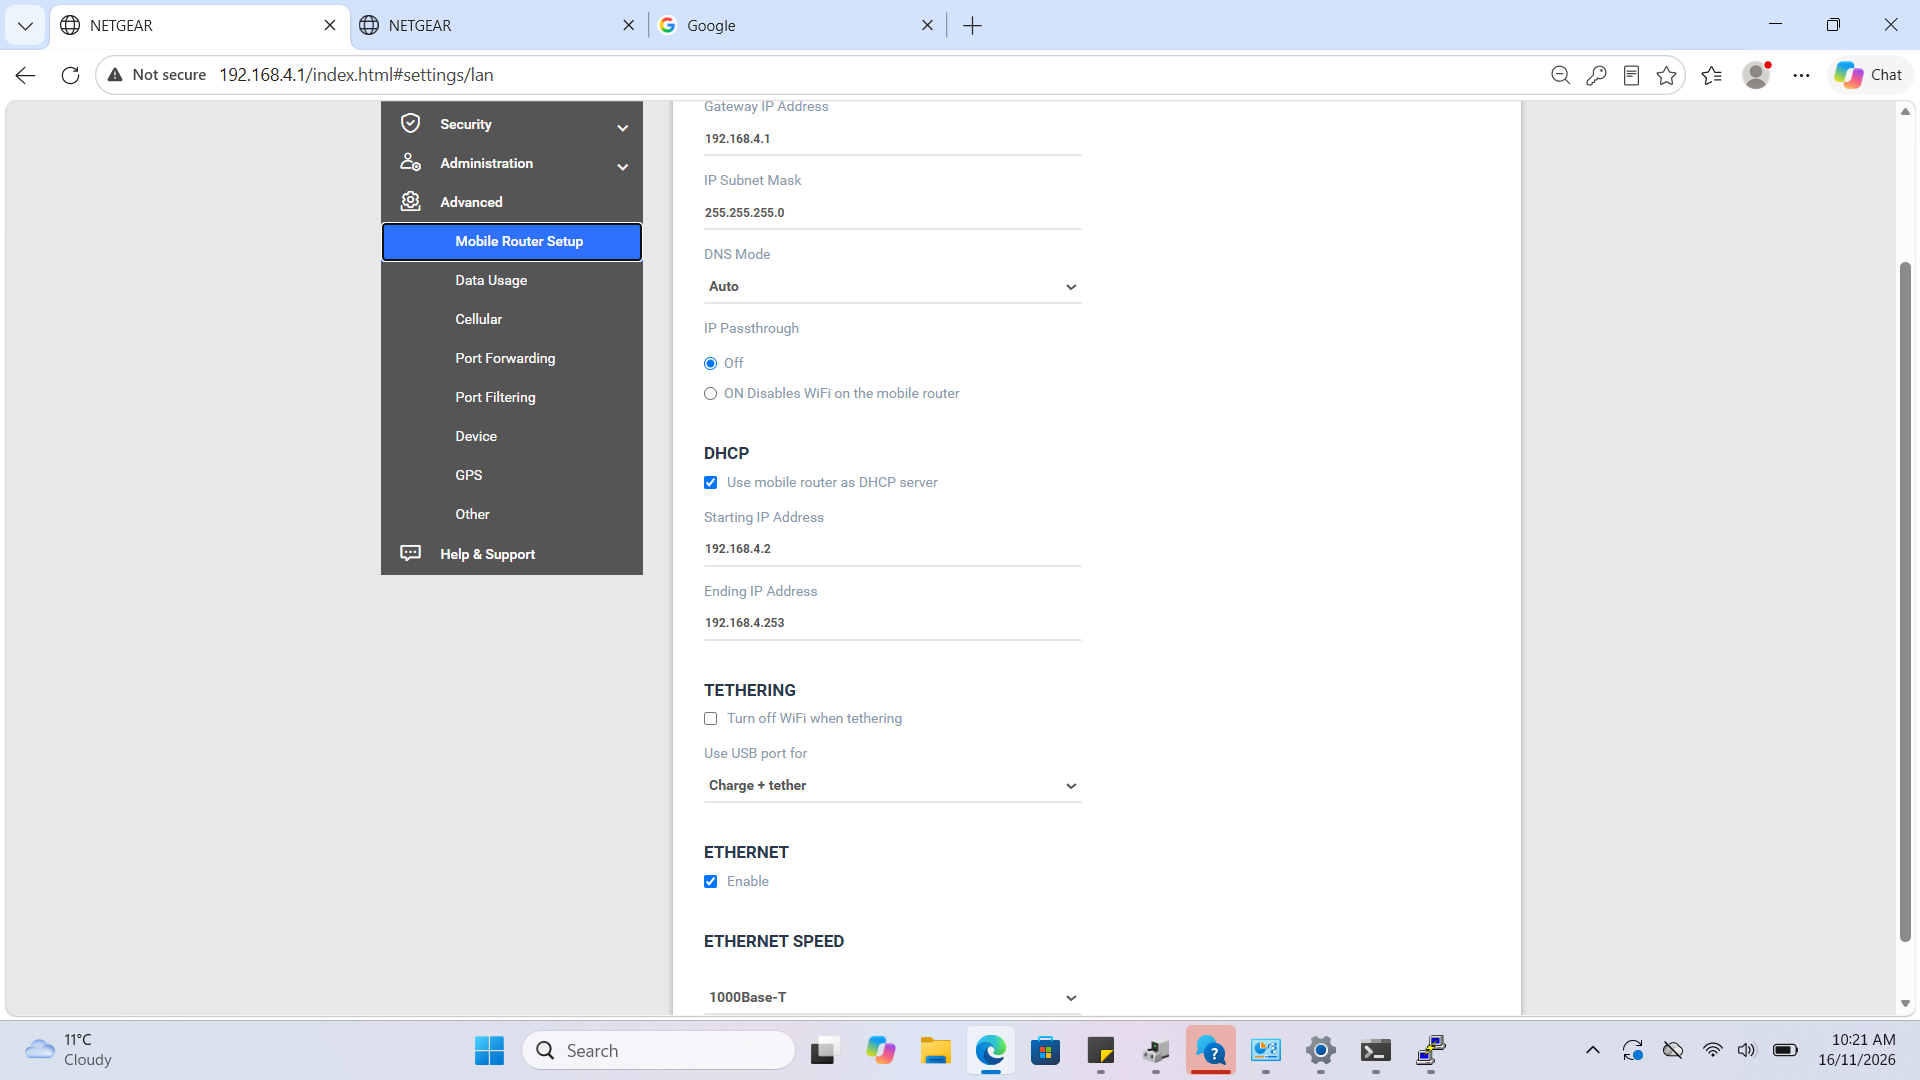 NETGEAR
NETGEAR
Google
Not secure
192.168.4.1/index.html#settings/lan
Chat
Security
Administration
Advanced
Mobile Router Setup
Data Usage
Cellular
Port Forwarding
Port Filtering
Device
GPS
Other
Help & Support
Gateway IP Address
192.168.4.1
IP Subnet Mask
255.255.255.0
DNS Mode
Auto
IP Passthrough
Off
ON Disables WiFi on the mobile router
DHCP
Use mobile router as DHCP server
Starting IP Address
192.168.4.2
Ending IP Address
192.168.4.253
TETHERING
Turn off WiFi when tethering
Use USB port for
Charge + tether
ETHERNET
Enable
ETHERNET SPEED
1000Base-T
11°C
Cloudy
Search
10:21 AM
16/11/2026